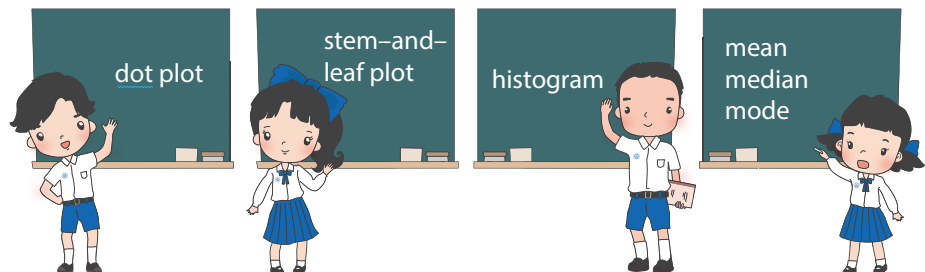 dot plot
stem–and–
leaf plot
histogram
mean
median
mode